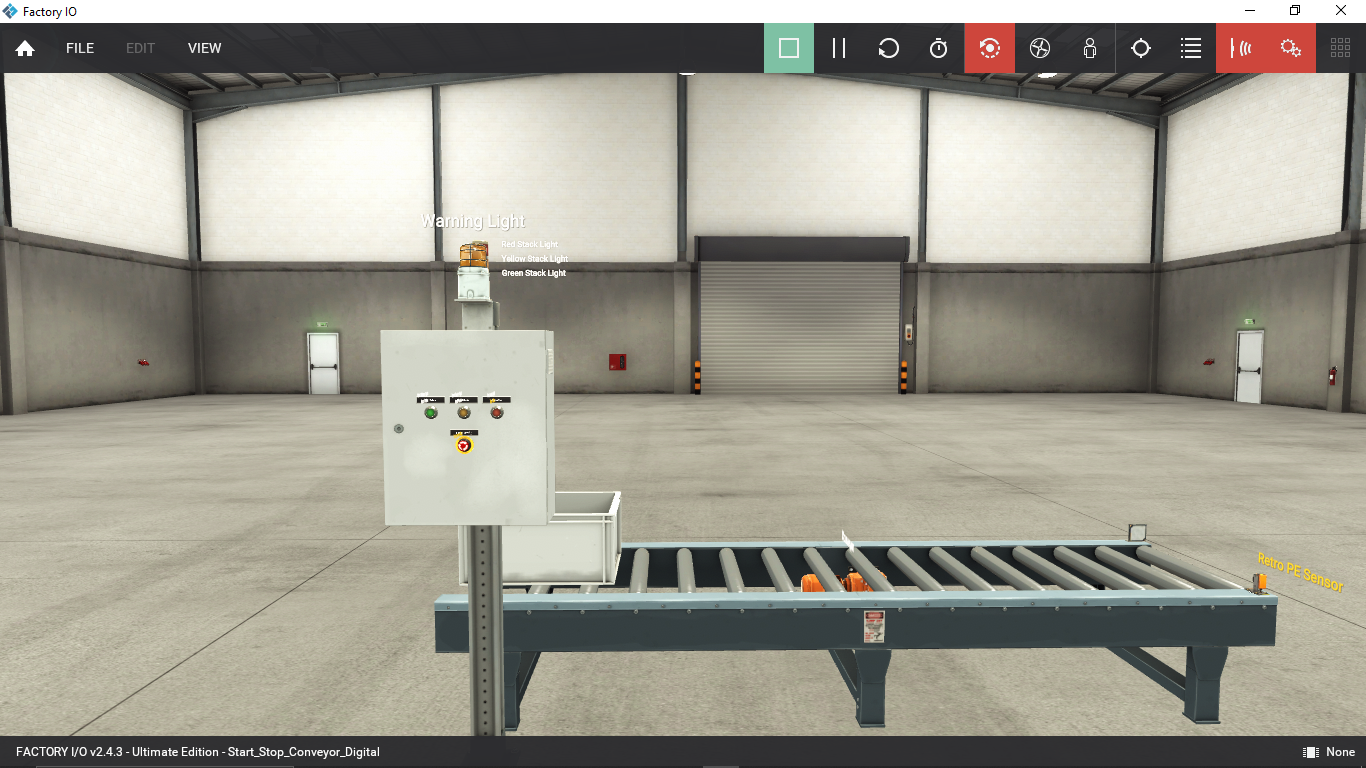 Factory IO
FILE
EDIT
VIEW
Warning Light
Red Stack Light
Yellow Stack Light
Green Stack Light
Retro PE Sensor
FACTORY I/O v2.4.3 - Ultimate Edition - Start_Stop_Conveyor_Digital
None